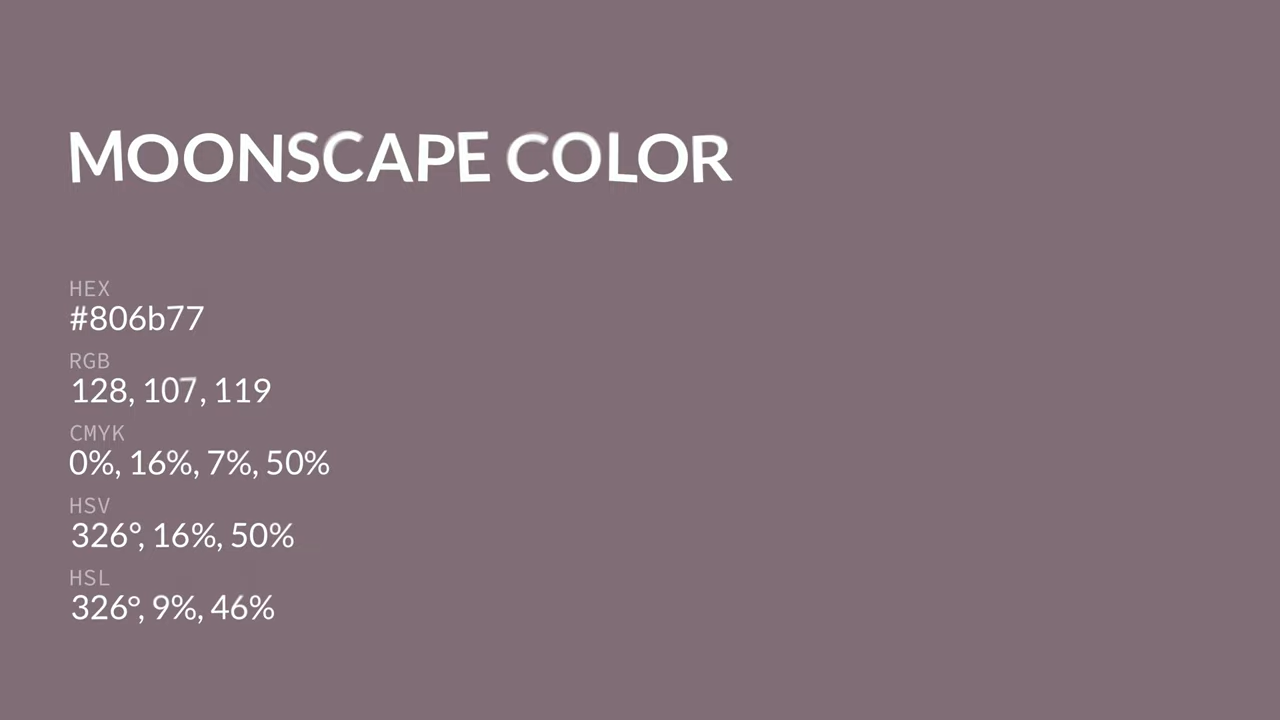 MOONSCAPE COLOR
HEX
#806b77
RGB
128, 107, 119
CMYK
0%, 16%, 7%, 50%
HSV
326°, 16%, 50%
HSL
326°, 9%, 46%